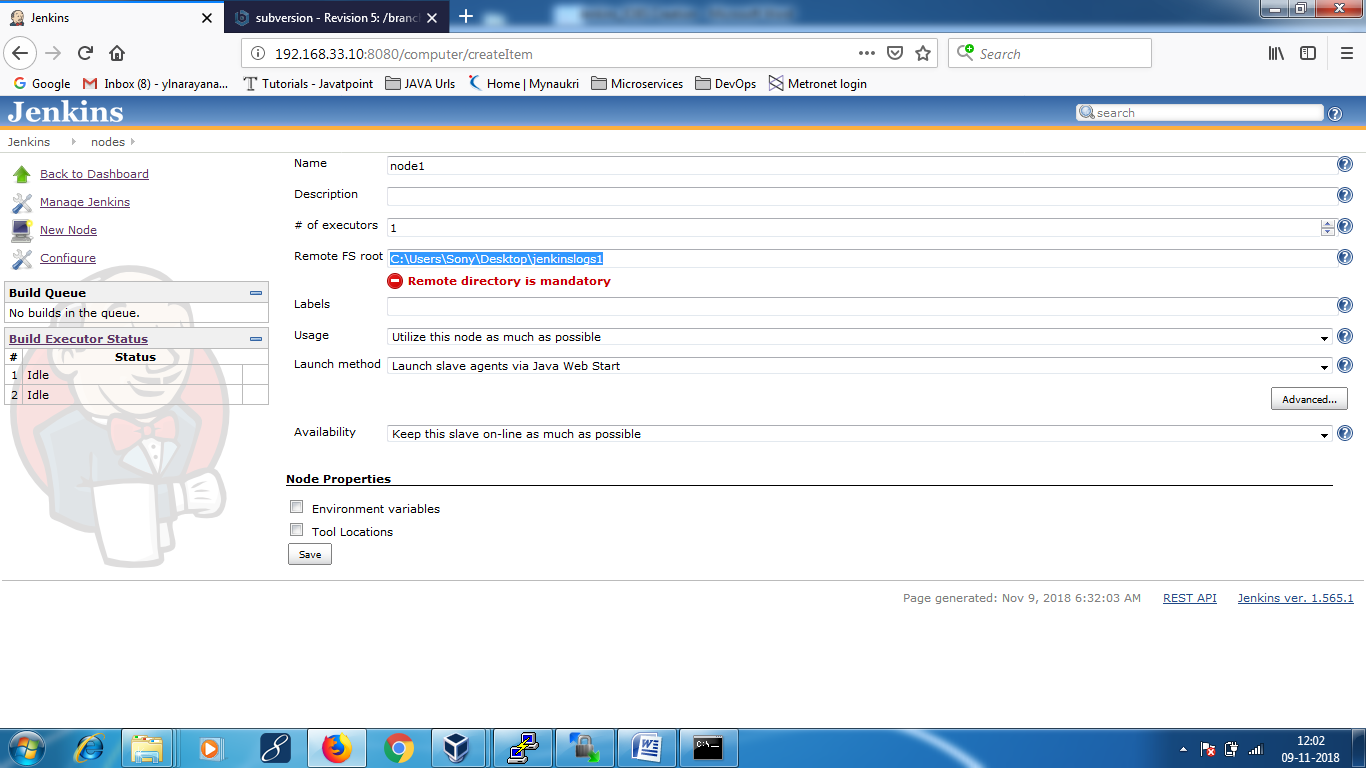 Jenkins
subversion - Revision 5: /branc
192.168.33.10:8080/computer/createItem
Search
Google Inbox (8) - ylnarayana... Tutorials - Javatpoint JAVA Urls Home | Mynaukri Microservices DevOps Metronet login
Jenkins
search
Jenkins nodes
Back to Dashboard
Manage Jenkins
New Node
Configure
Build Queue
No builds in the queue.
Build Executor Status
# Status
1 Idle
2 Idle
Name node1
Description
# of executors 1
Remote FS root C:\Users\Sony\Desktop\jenkinslogs1
Remote directory is mandatory
Labels
Usage Utilize this node as much as possible
Launch method Launch slave agents via Java Web Start
Advanced...
Availability Keep this slave on-line as much as possible
Node Properties
Environment variables
Tool Locations
Save
Page generated: Nov 9, 2018 6:32:03 AM REST API Jenkins ver. 1.565.1
12:02
09-11-2018